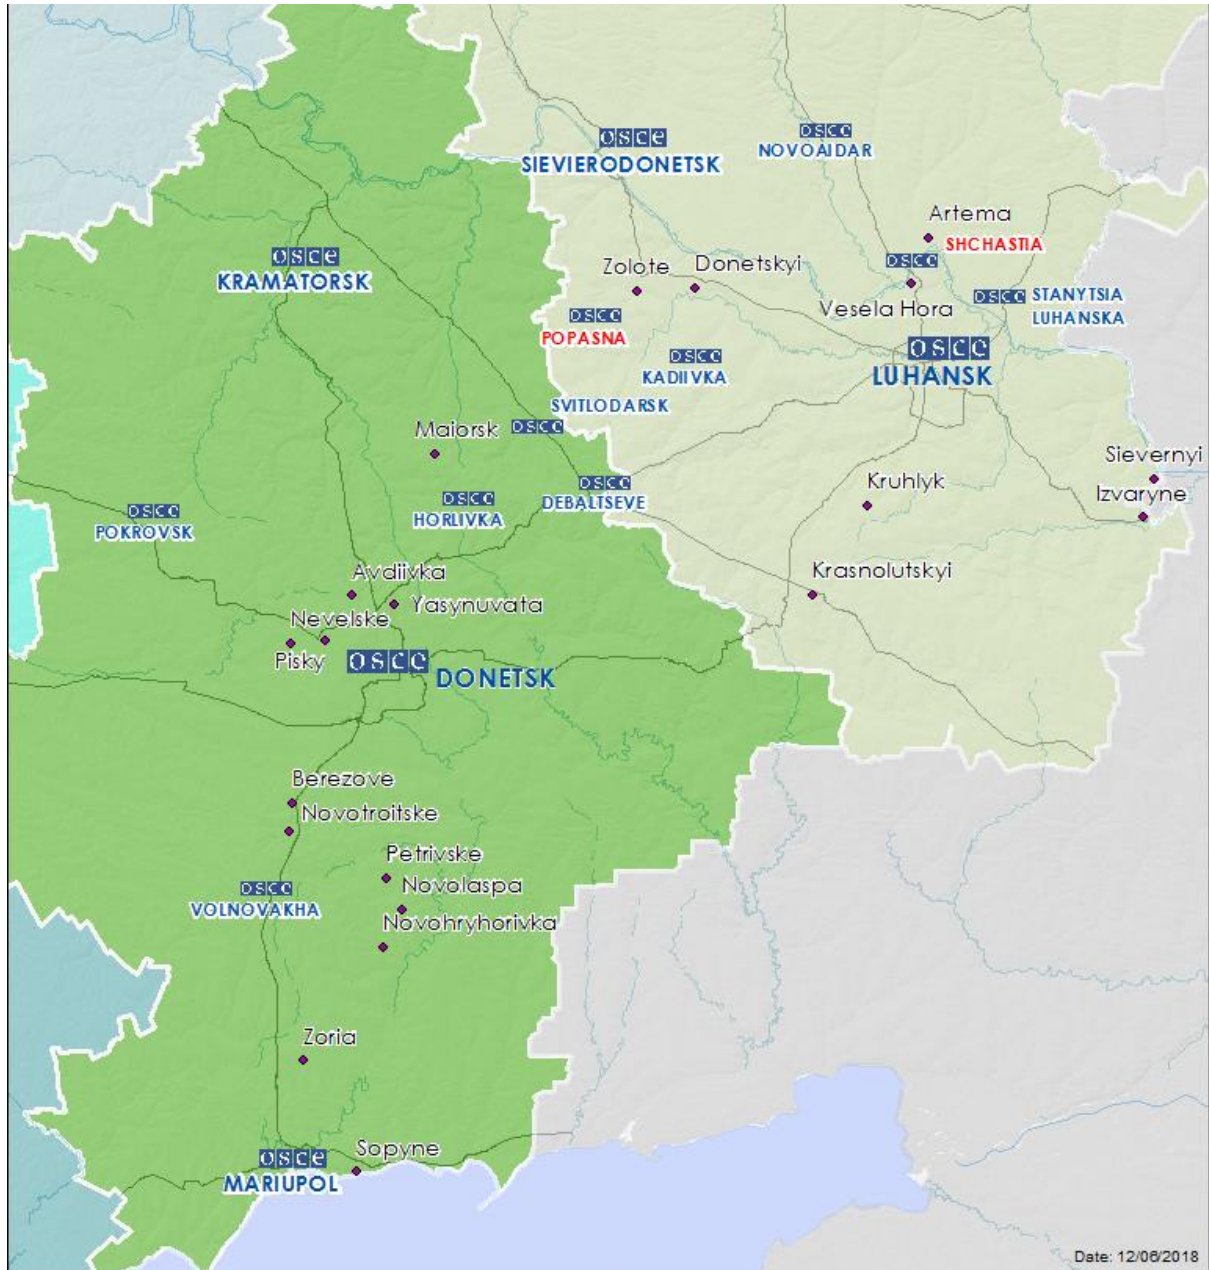 osce
SIEVIERODONETSK
osce
NOVOAIDAR
Artema
SHCHASTIA
osce
KRAMATORSK
osce
Zolote
Donetskyi
Vesela Hora
osce
STANYTSIA
LUHANSKA
osce
POPASNA
osce
LUHANSK
osce
KADIIVKA
SVITLODARSK
osce
Maiorsk
Sievernyi
Izvaryne
Kruhlyk
osce
DEBALTSEVE
osce
HORLIVKA
osce
POKROVSK
Avdiivka
Yasynuvata
Krasnolutskyi
Nevelske
Pisky
osce
DONETSK
Berezove
Novotroitske
Petrivske
Novolaspa
osce
VOLNOVAKHA
Novohryhorivka
Zoria
osce
MARIUPOL
Sopyne
Date: 12/06/2018